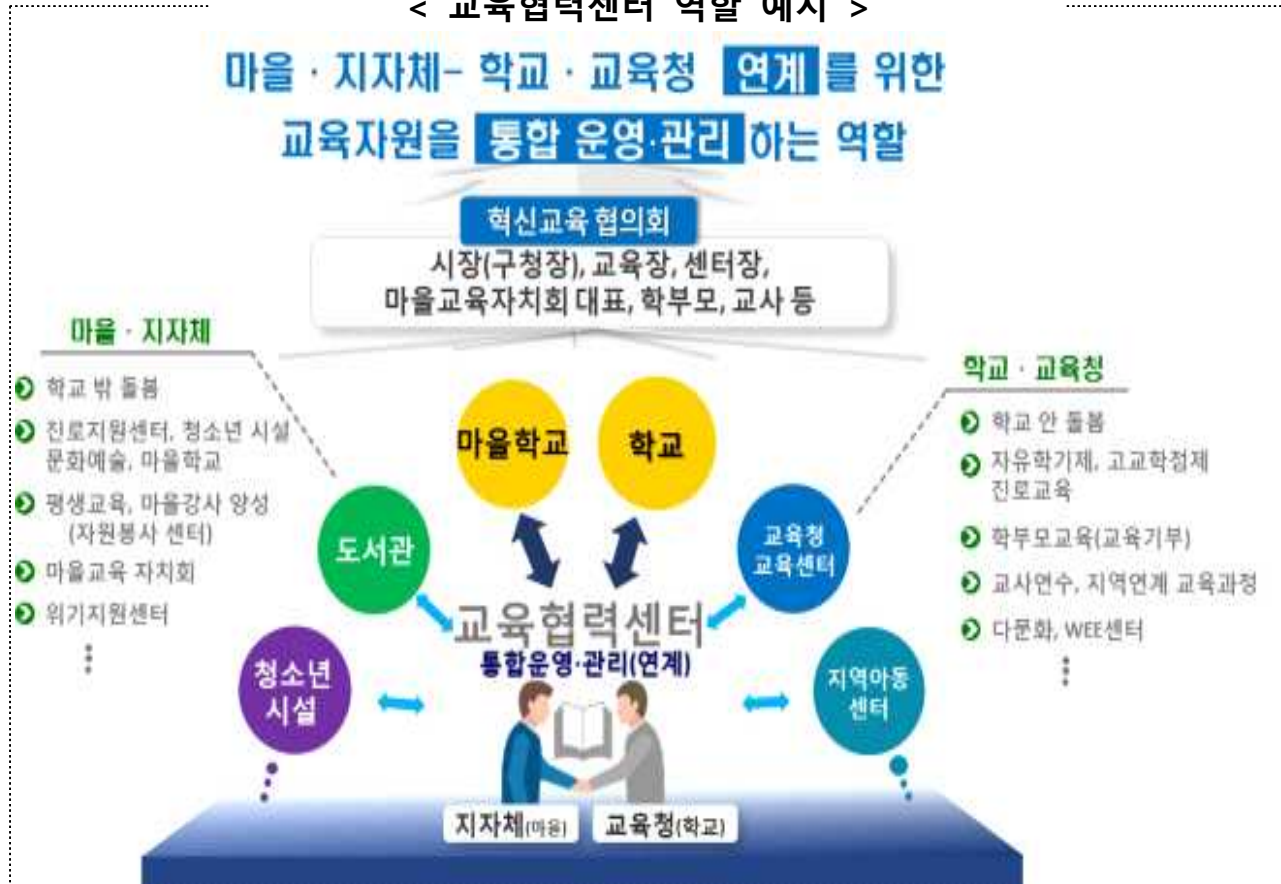 < 교육협력센터 역할 예시 >
마을 · 지자체- 학교 · 교육청 연계 를 위한
교육자원을 통합 운영·관리 하는 역할
혁신교육 협의회
시장(구청장), 교육장, 센터장,
마을교육자치회 대표, 학부모, 교사 등
마을 · 지자체
학교 밖 돌봄
진로지원센터, 청소년 시설
문화예술, 마을학교
평생교육, 마을강사 양성
(자원봉사 센터)
마을교육 자치회
위기지원센터
학교 · 교육청
학교 안 돌봄
자유학기제, 고교학점제
진로교육
학부모교육(교육기부)
교사연수, 지역연계 교육과정
다문화, WEE센터
마을학교
학교
도서관
교육청
교육센터
청소년
시설
지역아동
센터
교육협력센터
통합운영·관리(연계)
지자체(마을)
교육청(학교)